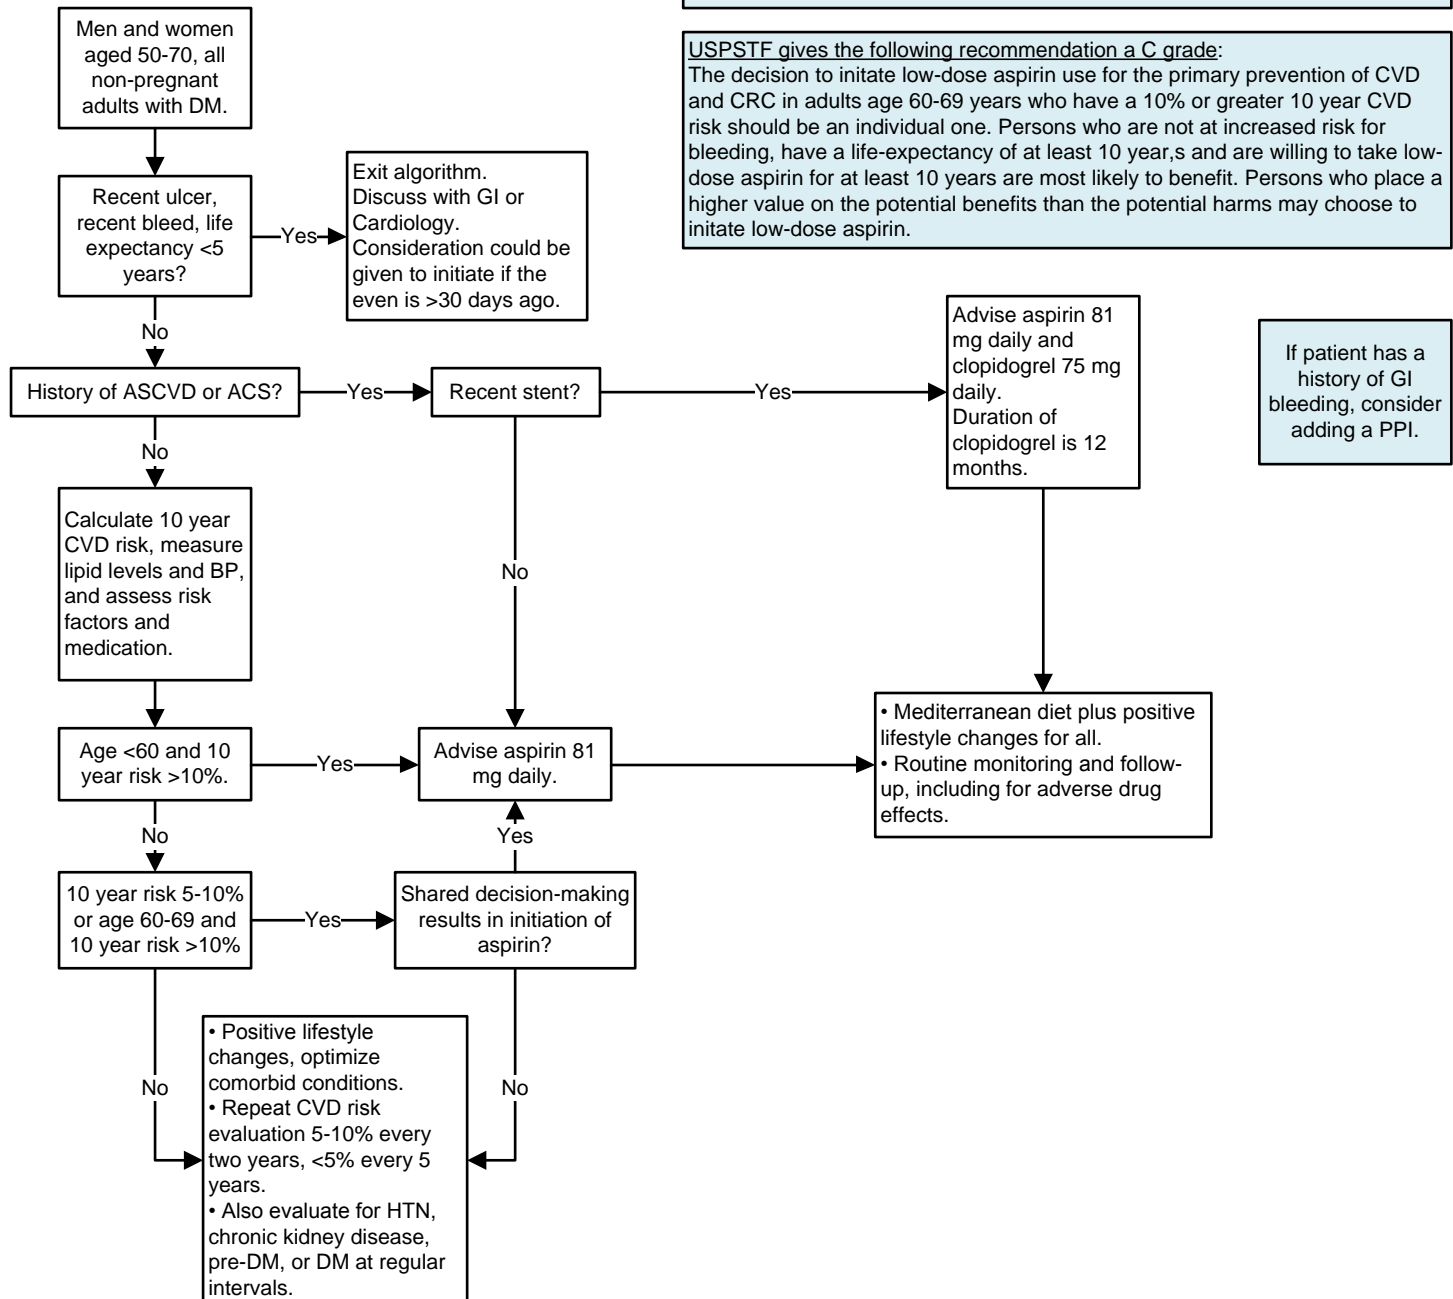 Men and women
aged 50-70, all
non-pregnant
adults with DM.
USPSTF gives the following recommendation a C grade:
The decision to initate low-dose aspirin use for the primary prevention of CVD
and CRC in adults age 60-69 years who have a 10% or greater 10 year CVD
risk should be an individual one. Persons who are not at increased risk for
bleeding, have a life-expectancy of at least 10 year,s and are willing to take low-
dose aspirin for at least 10 years are most likely to benefit. Persons who place a
higher value on the potential benefits than the potential harms may choose to
initate low-dose aspirin.
Recent ulcer,
recent bleed, life
expectancy <5
years?
Yes
Exit algorithm.
Discuss with GI or
Cardiology.
Consideration could be
given to initiate if the
even is >30 days ago.
No
History of ASCVD or ACS?
Yes
Recent stent?
Yes
Advise aspirin 81
mg daily and
clopidogrel 75 mg
daily.
Duration of
clopidogrel is 12
months.
If patient has a
history of GI
bleeding, consider
adding a PPI.
No
Calculate 10 year
CVD risk, measure
lipid levels and BP,
and assess risk
factors and
medication.
No
Age <60 and 10
year risk >10%.
Yes
Advise aspirin 81
mg daily.
• Mediterranean diet plus positive
lifestyle changes for all.
• Routine monitoring and follow-
up, including for adverse drug
effects.
No
Yes
10 year risk 5-10%
or age 60-69 and
10 year risk >10%
Yes
Shared decision-making
results in initiation of
aspirin?
No
No
• Positive lifestyle
changes, optimize
comorbid conditions.
• Repeat CVD risk
evaluation 5-10% every
two years, <5% every 5
years.
• Also evaluate for HTN,
chronic kidney disease,
pre-DM, or DM at regular
intervals.